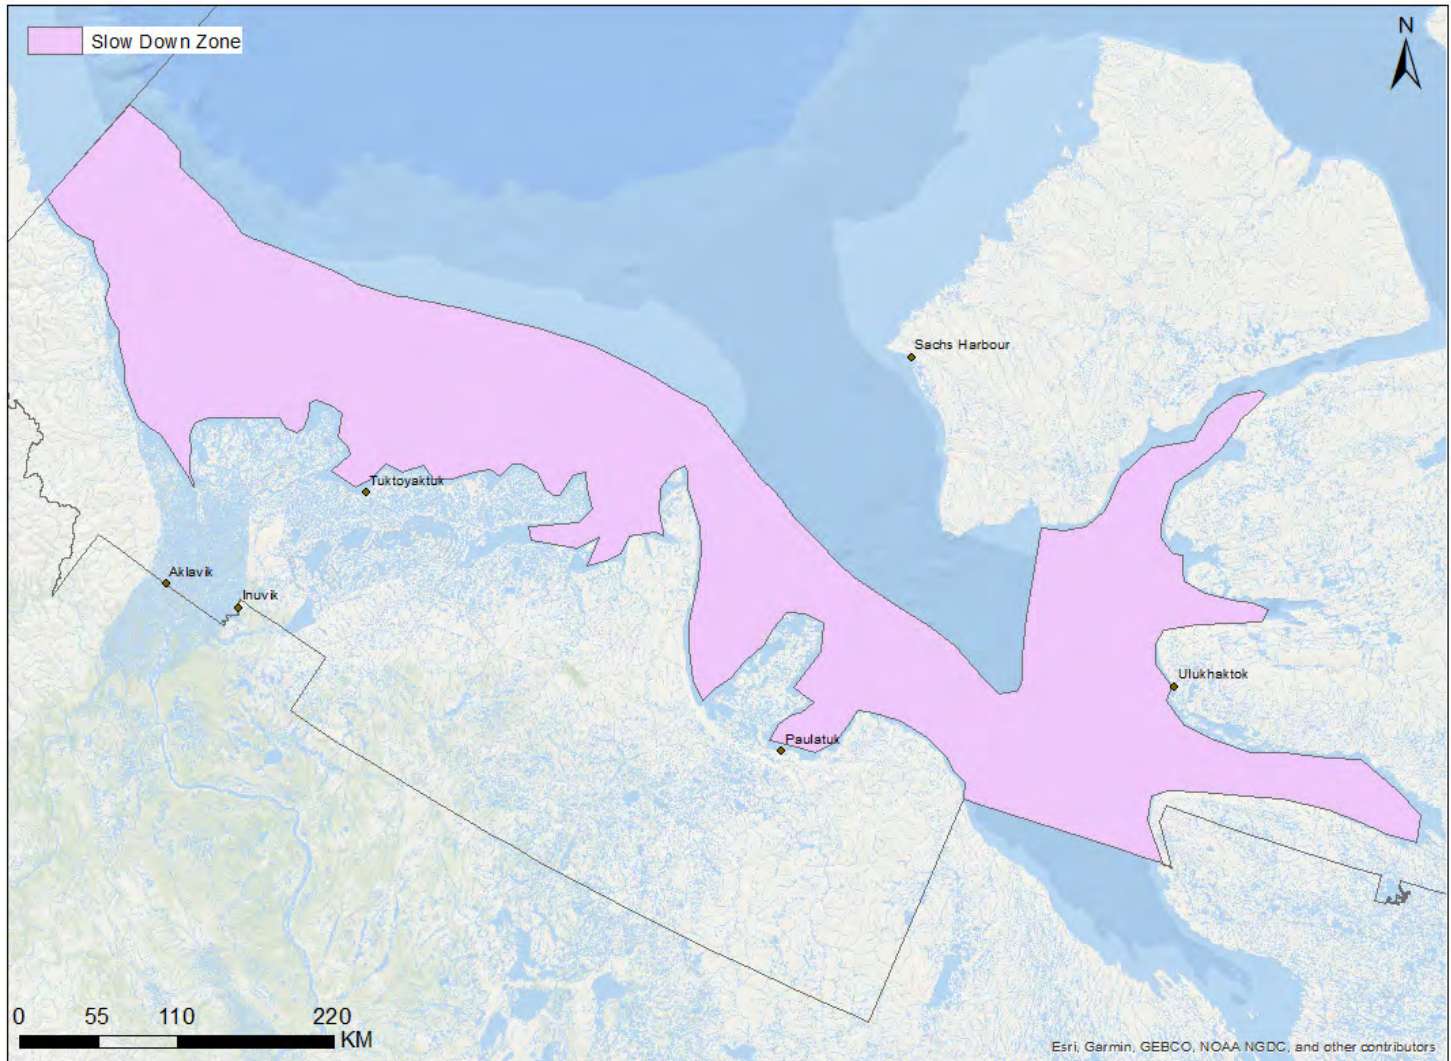 Slow Down Zone
N
Sachs Harbour
Tuktoyaktuk
Aklavik
Inuvik
Ulukhaktok
Paulatuk
0 55 110 220
KM
Esri, Garmin, GEBCO, NOAA NGDC, and other contributors